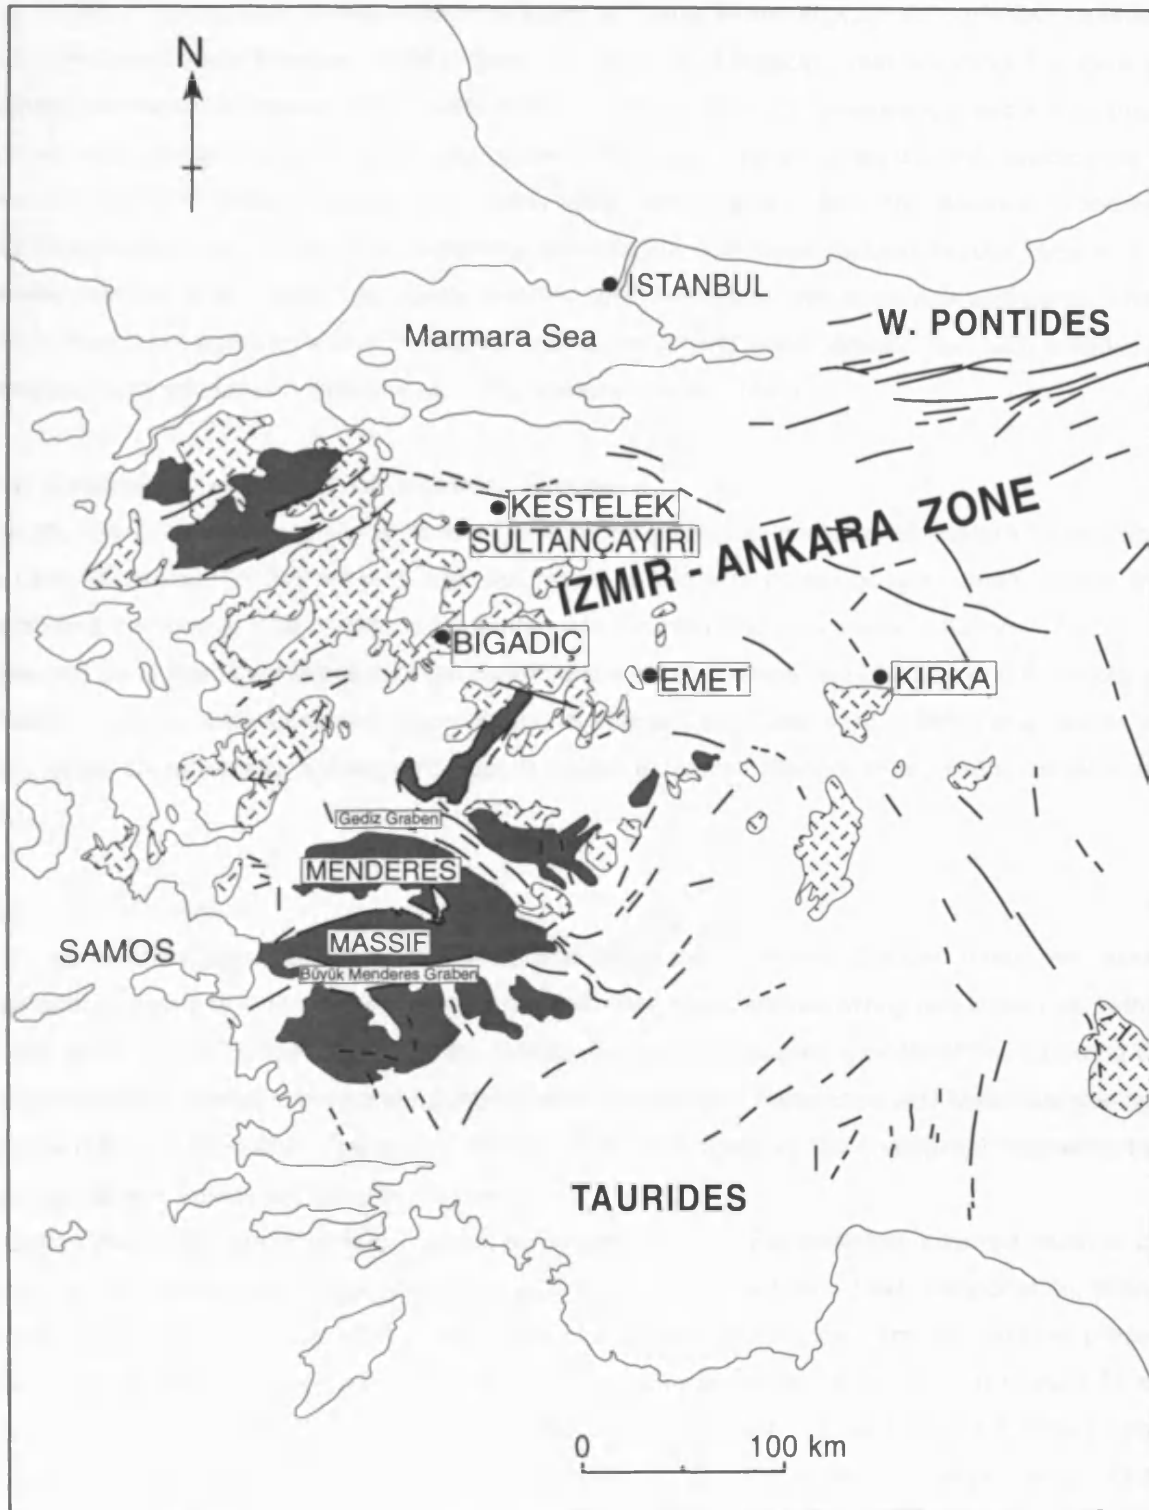 N
ISTANBUL
W. PONTIDES
Marmara Sea
KESTELEK
SULTANÇAYIRI
IZMIR ANKARA ZONE
BIGADIÇ
EMET
KIRKA
Gediz Graben
MENDERES
MASSIF
SAMOS
Büyük Menderes Graben
TAURIDES
0 100 km